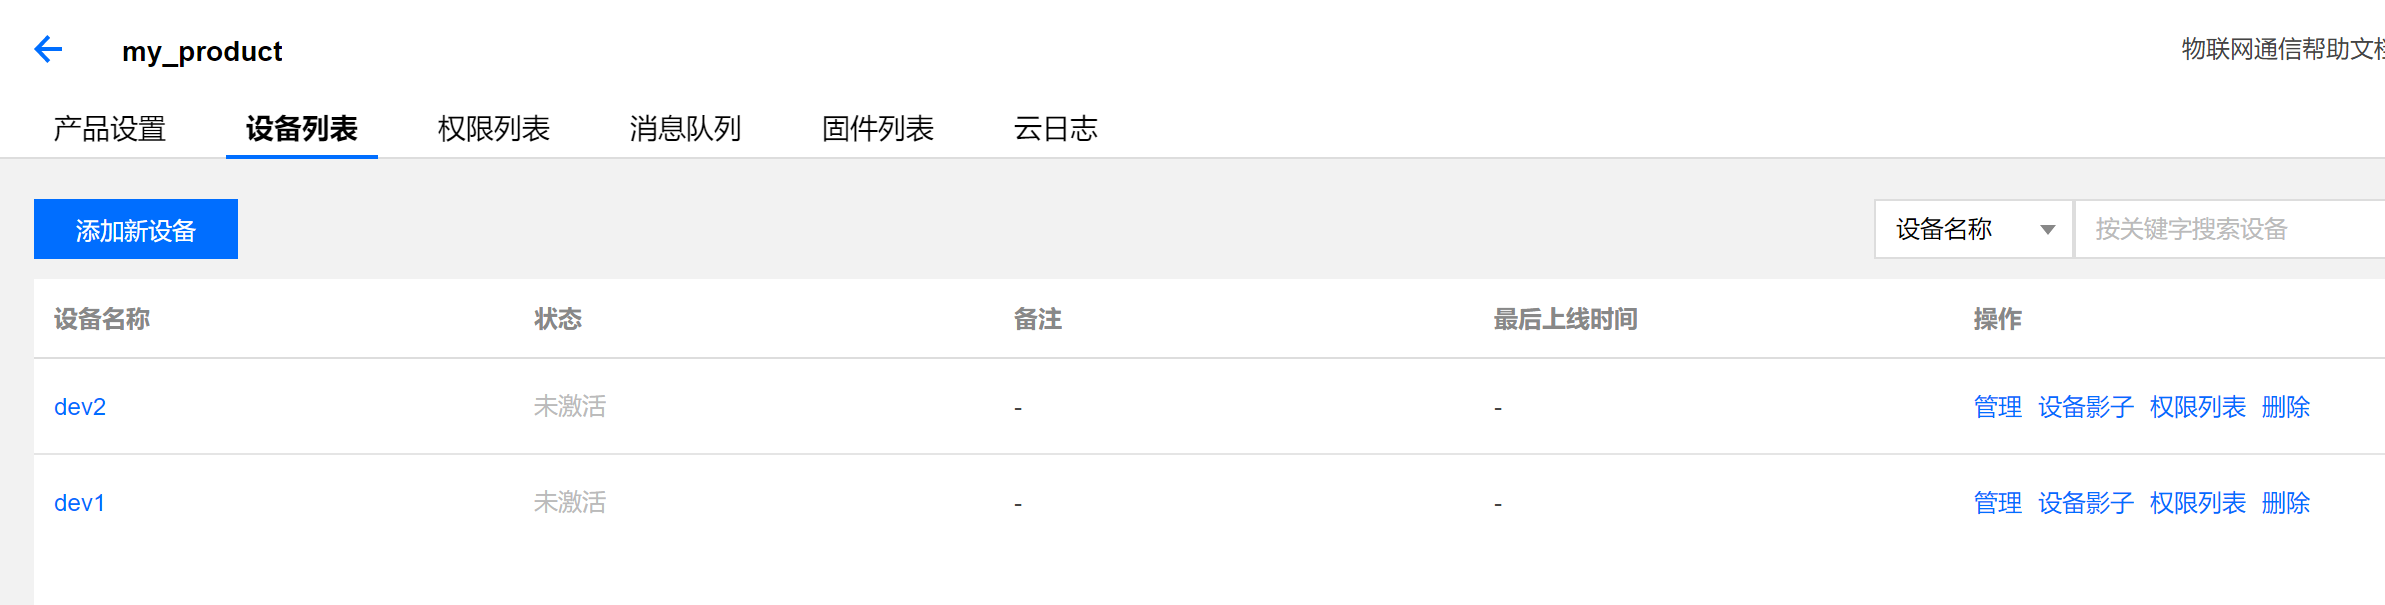 my_product
物联网通信帮助文档
产品设置 设备列表 权限列表 消息队列 固件列表 云日志
添加新设备
设备名称 按关键字搜索设备
设备名称 状态 备注 最后上线时间 操作
dev2 未激活 - - 管理 设备影子 权限列表 删除
dev1 未激活 - - 管理 设备影子 权限列表 删除